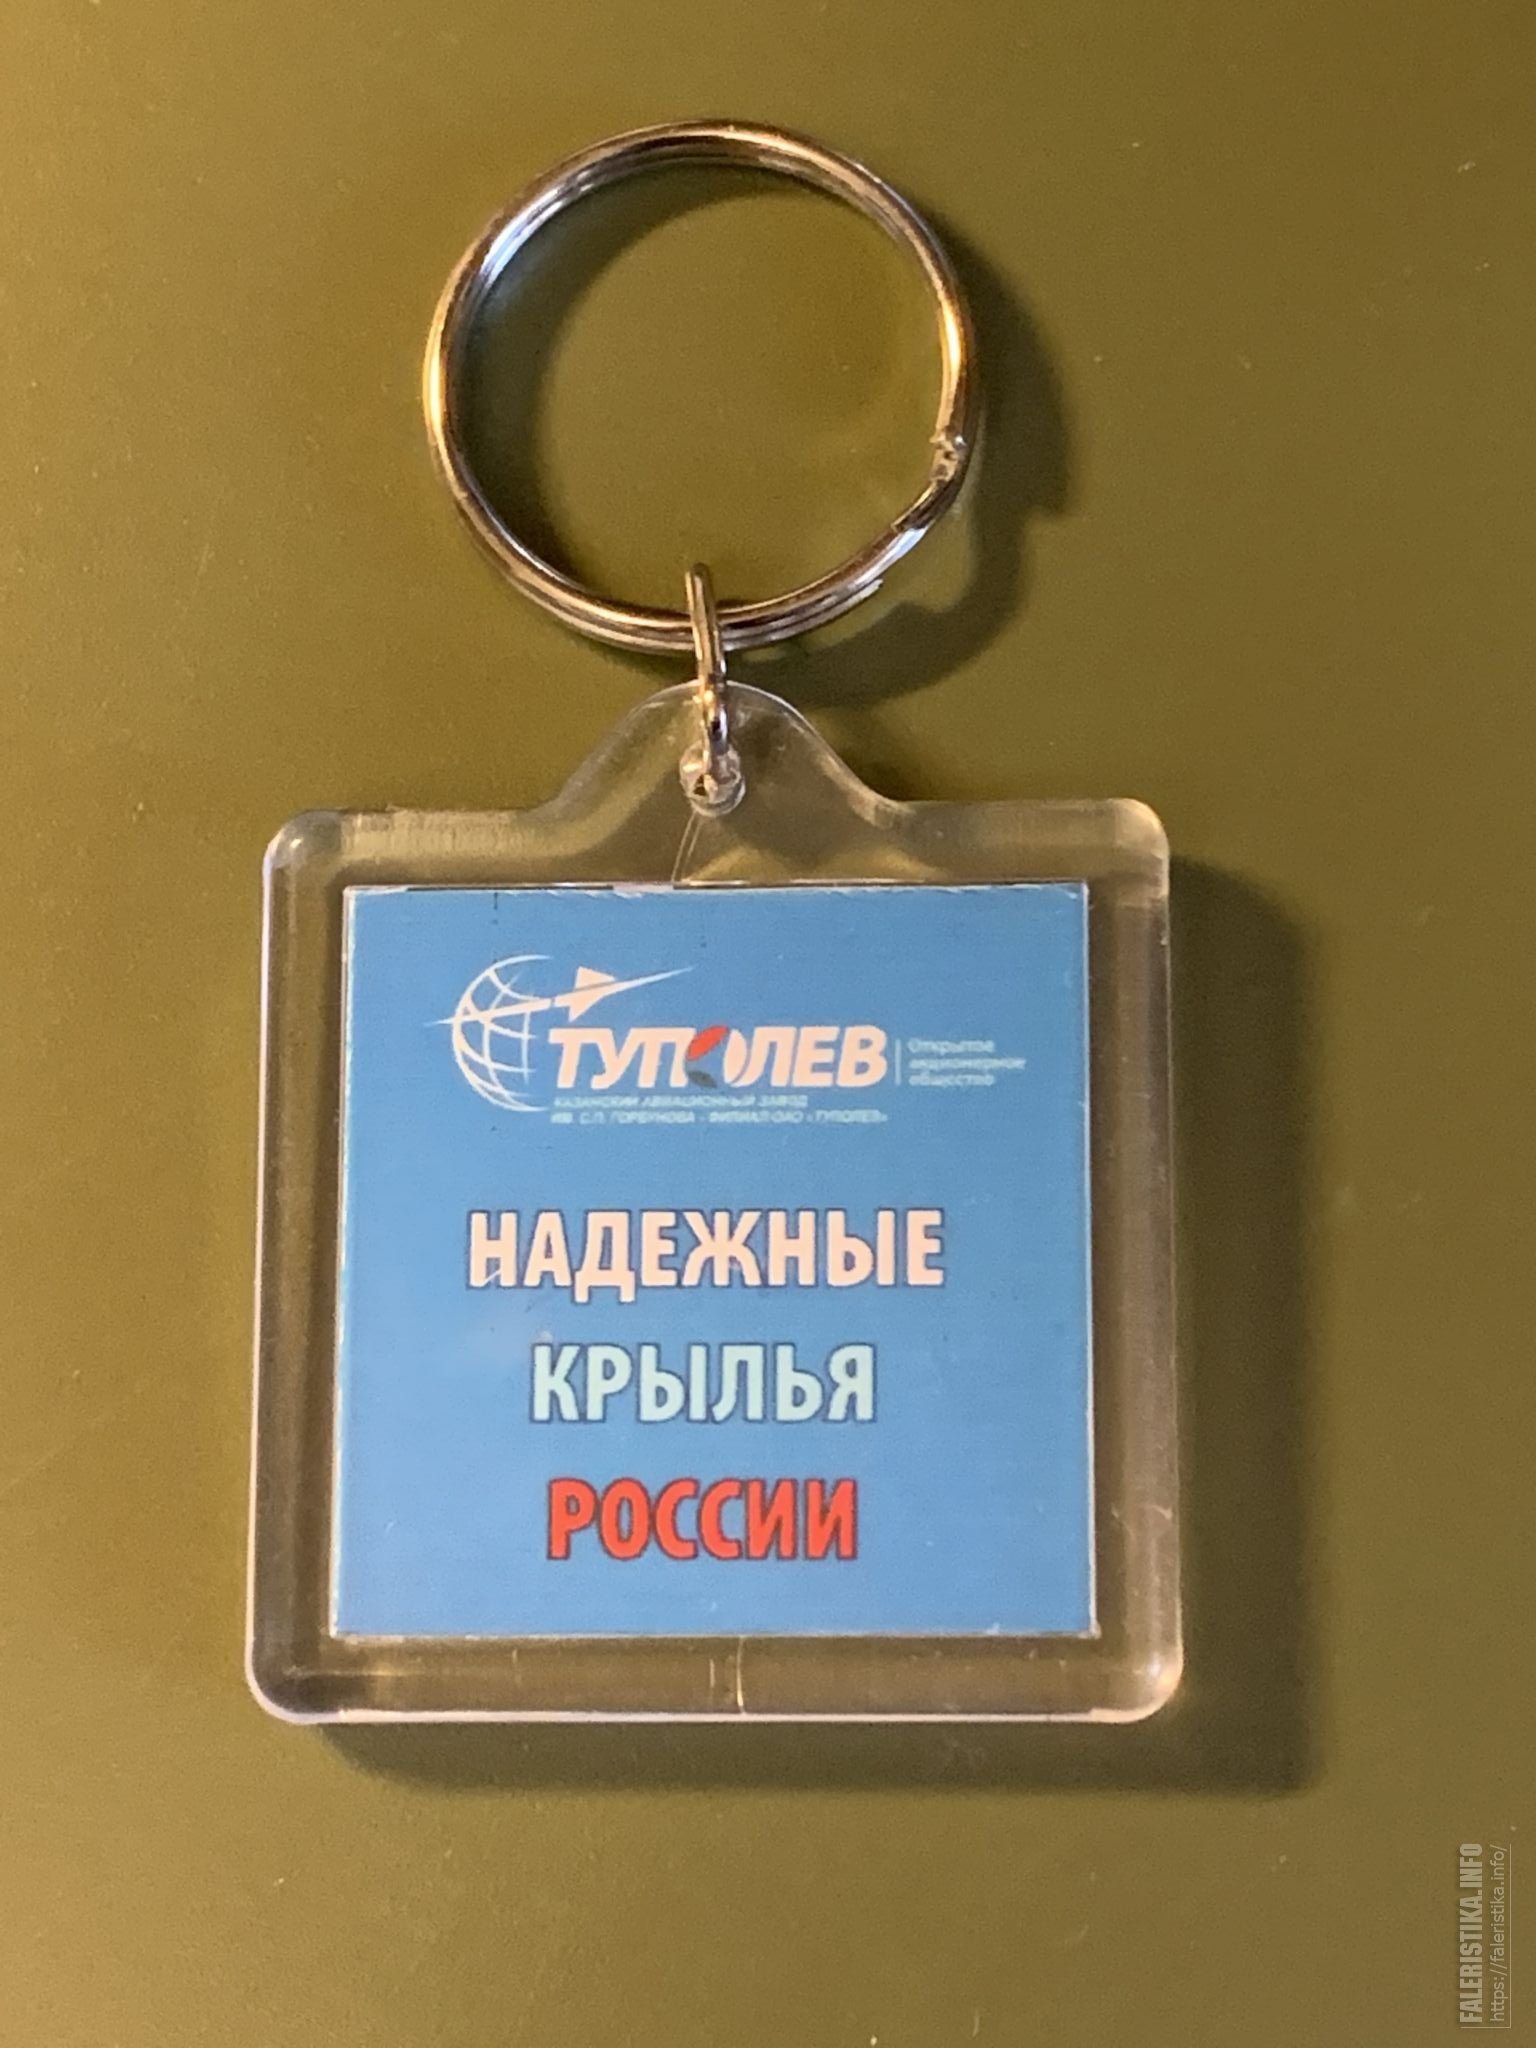 ТУПОЛЕВ
Открытое
акционерное
общество
КАЗАНСКИЙ АВИАЦИОННЫЙ ЗАВОД
ИМ. С.П. ГОРБУНОВА - ФИЛИАЛ ОАО «ТУПОЛЕВ»
НАДЕЖНЫЕ
КРЫЛЬЯ
РОССИИ
FALERISTIKA.INFO
https://faleristika.info/